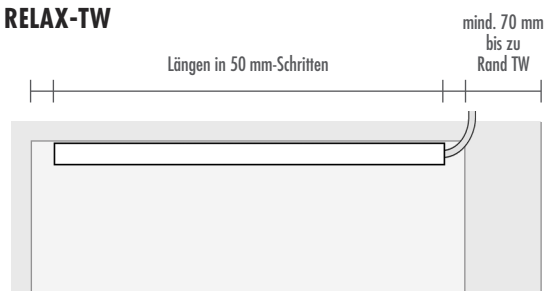 RELAX-TW
mind. 70 mm
bis zu
Rand TW
Längen in 50 mm-Schritten